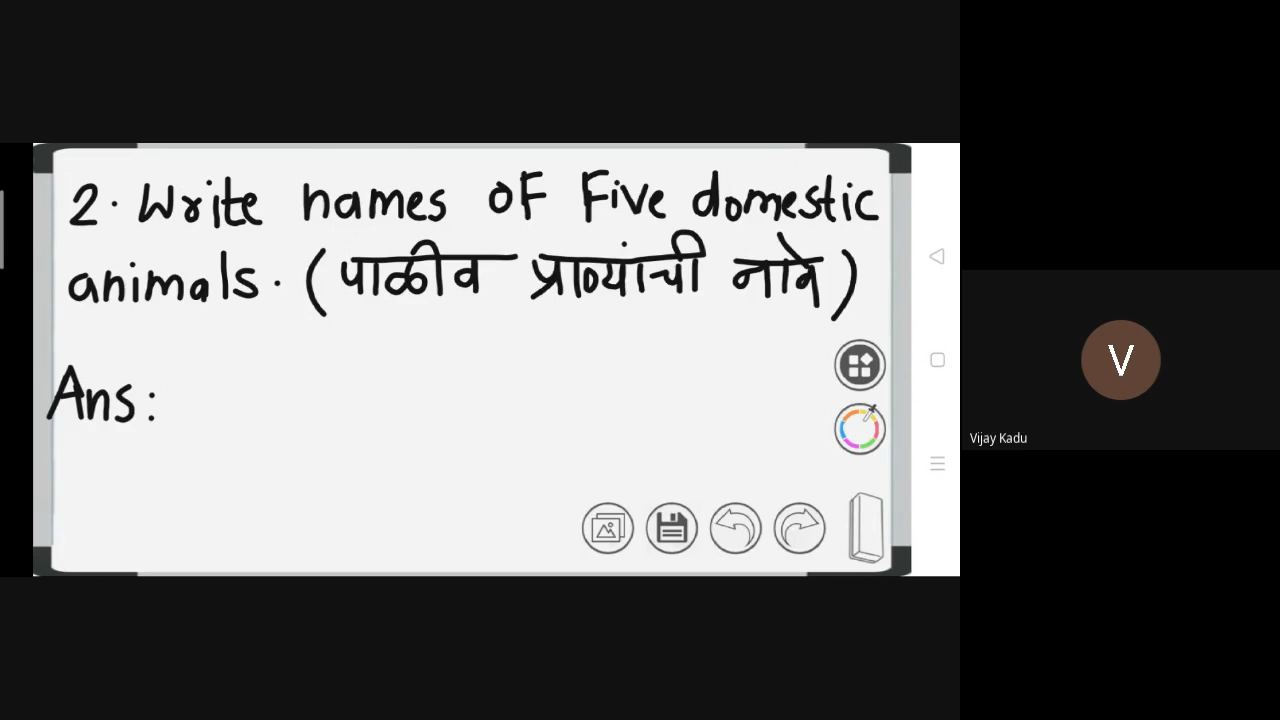 2. Write names of Five domestic
animals. (पाळीव प्राण्यांची नावे)
Ans:
V
Vijay Kadu